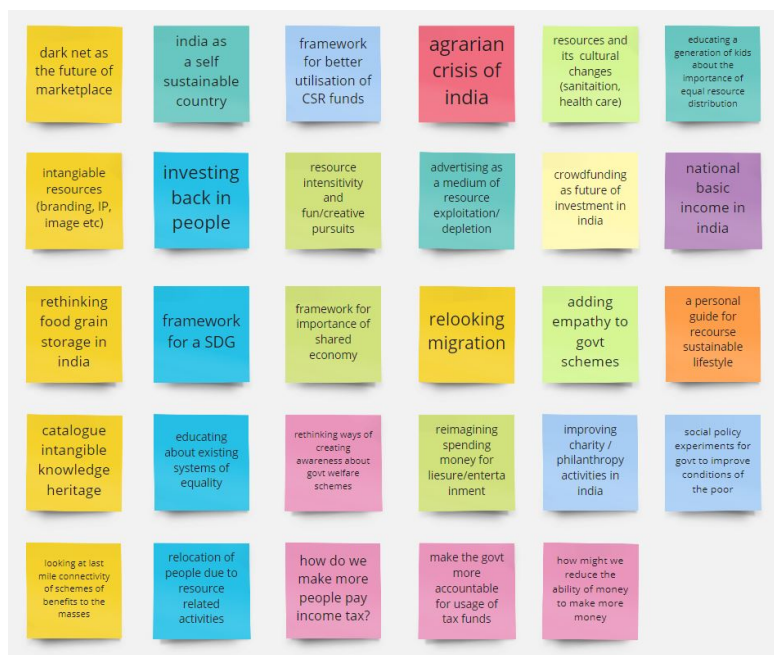 dark net as
the future of
marketplace
india as
a self
sustainable
country
framework
for better
utilisation of
CSR funds
agrarian
crisis of
india
resources and
its cultural
changes
(sanitaition,
health care)
educating a
generation of kids
about the
importance of
equal resource
distribution
intangiable
resources
(branding, IP,
image etc)
investing
back in
people
resource
intensitivity
and
fun/creative
pursuits
advertising as
a medium of
resource
exploitation/
depletion
crowdfunding
as future of
investment in
india
national
basic
income in
india
rethinking
food grain
storage in
india
framework
for a SDG
framework for
importance of
shared
economy
relooking
migration
adding
empathy to
govt
schemes
a personal
guide for
recourse
sustainable
lifestyle
catalogue
intangible
knowledge
heritage
educating
about existing
systems of
equality
rethinking ways of
creating
awareness about
govt welfare
schemes
reimagining
spending
money for
liesure/enterta
inment
improving
charity /
philanthropy
activities in
india
social policy
experiments for
govt to improve
conditions of
the poor
looking at last
mile connectivity
of schemes of
benefits to the
masses
relocation of
people due to
resource
related
activities
how do we
make more
people pay
income tax?
make the govt
more
accountable
for usage of
tax funds
how might we
reduce the
ability of money
to make more
money